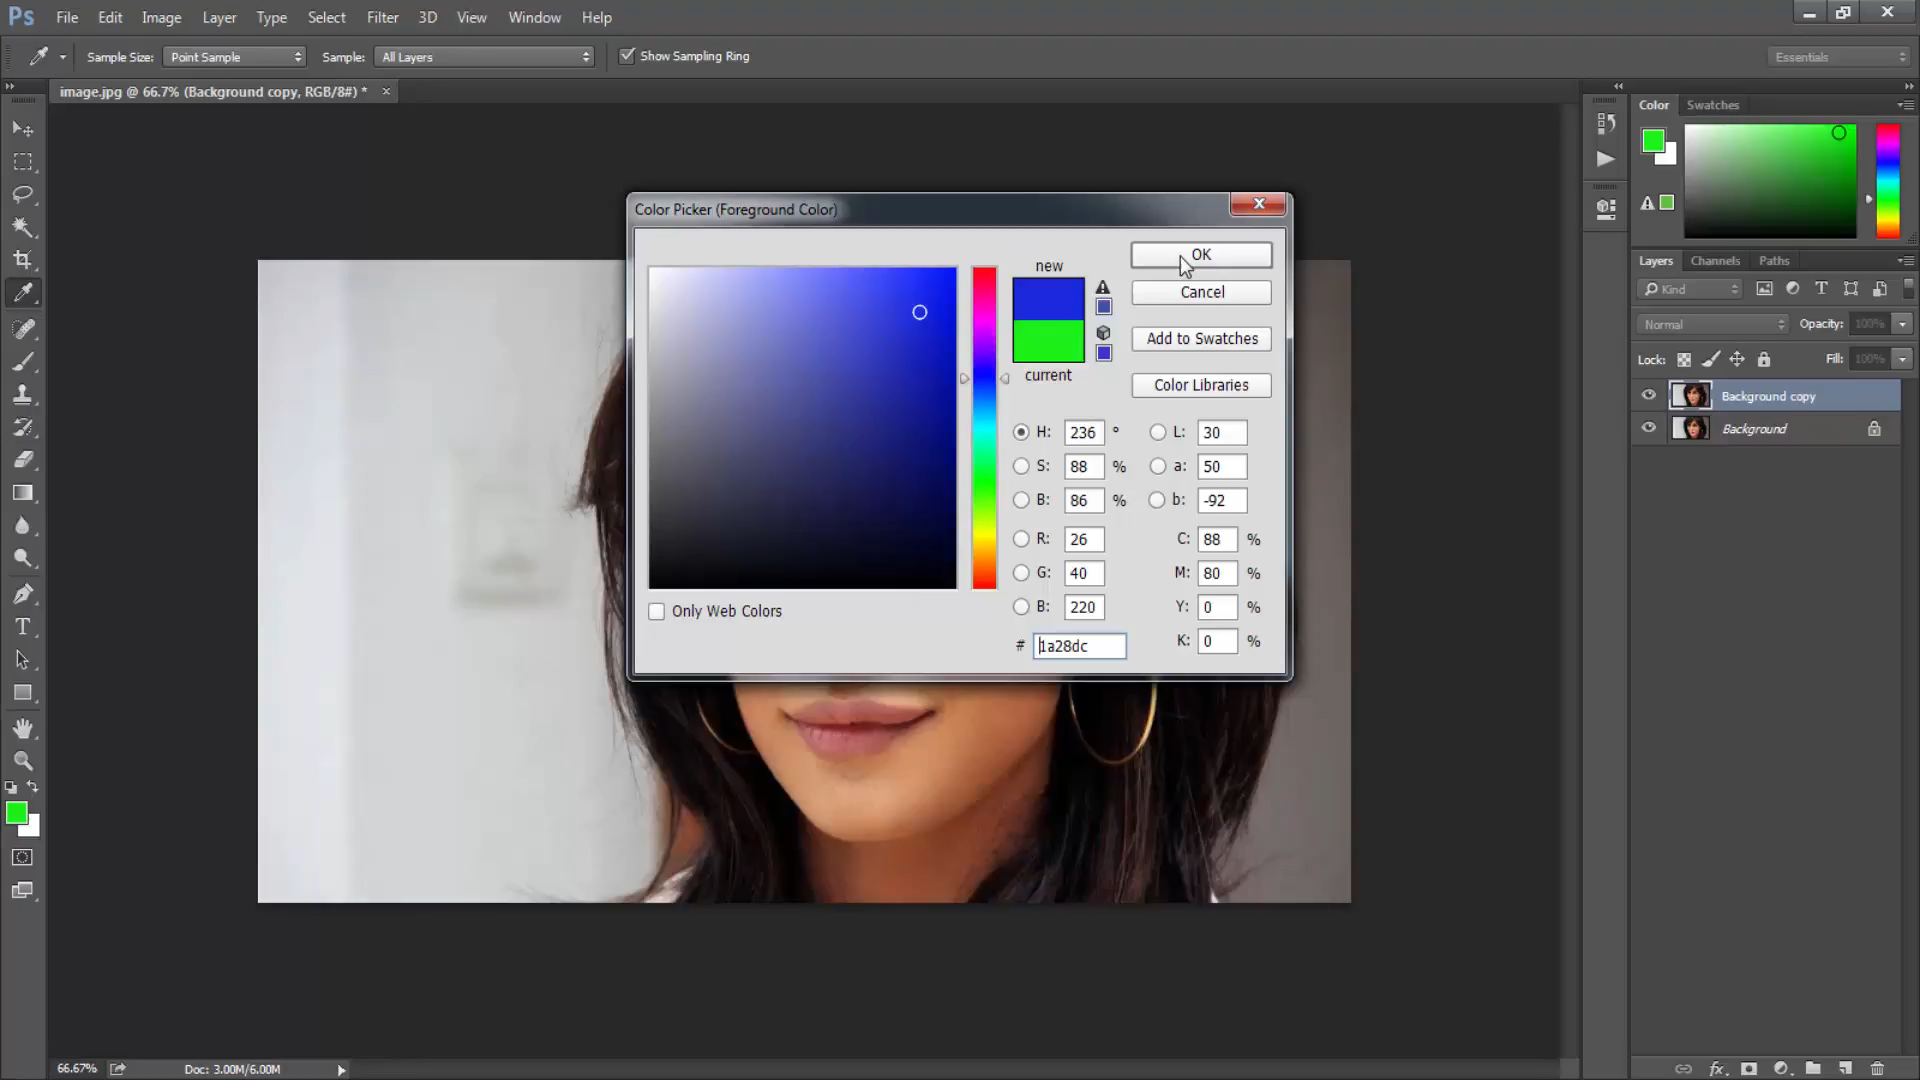 Ps File Edit Image Layer Type Select Filter 3D View Window Help
Sample Size: Point Sample Sample: All Layers Show Sampling Ring Essentials
image.jpg @ 66.7% (Background copy, RGB/8#) * ×
Color Swatches
Color Picker (Foreground Color)
new
current
OK
Cancel
Add to Swatches
Color Libraries
H: 236 ° L: 30
S: 88 % a: 50
B: 86 % b: -92
R: 26 C: 88 %
G: 40 M: 80 %
B: 220 Y: 0 %
# 1a28dc K: 0 %
Only Web Colors
Layers Channels Paths
Kind
Normal Opacity: 100%
Lock: Fill: 100%
Background copy
Background
66.67% Doc: 3.00M/6.00M